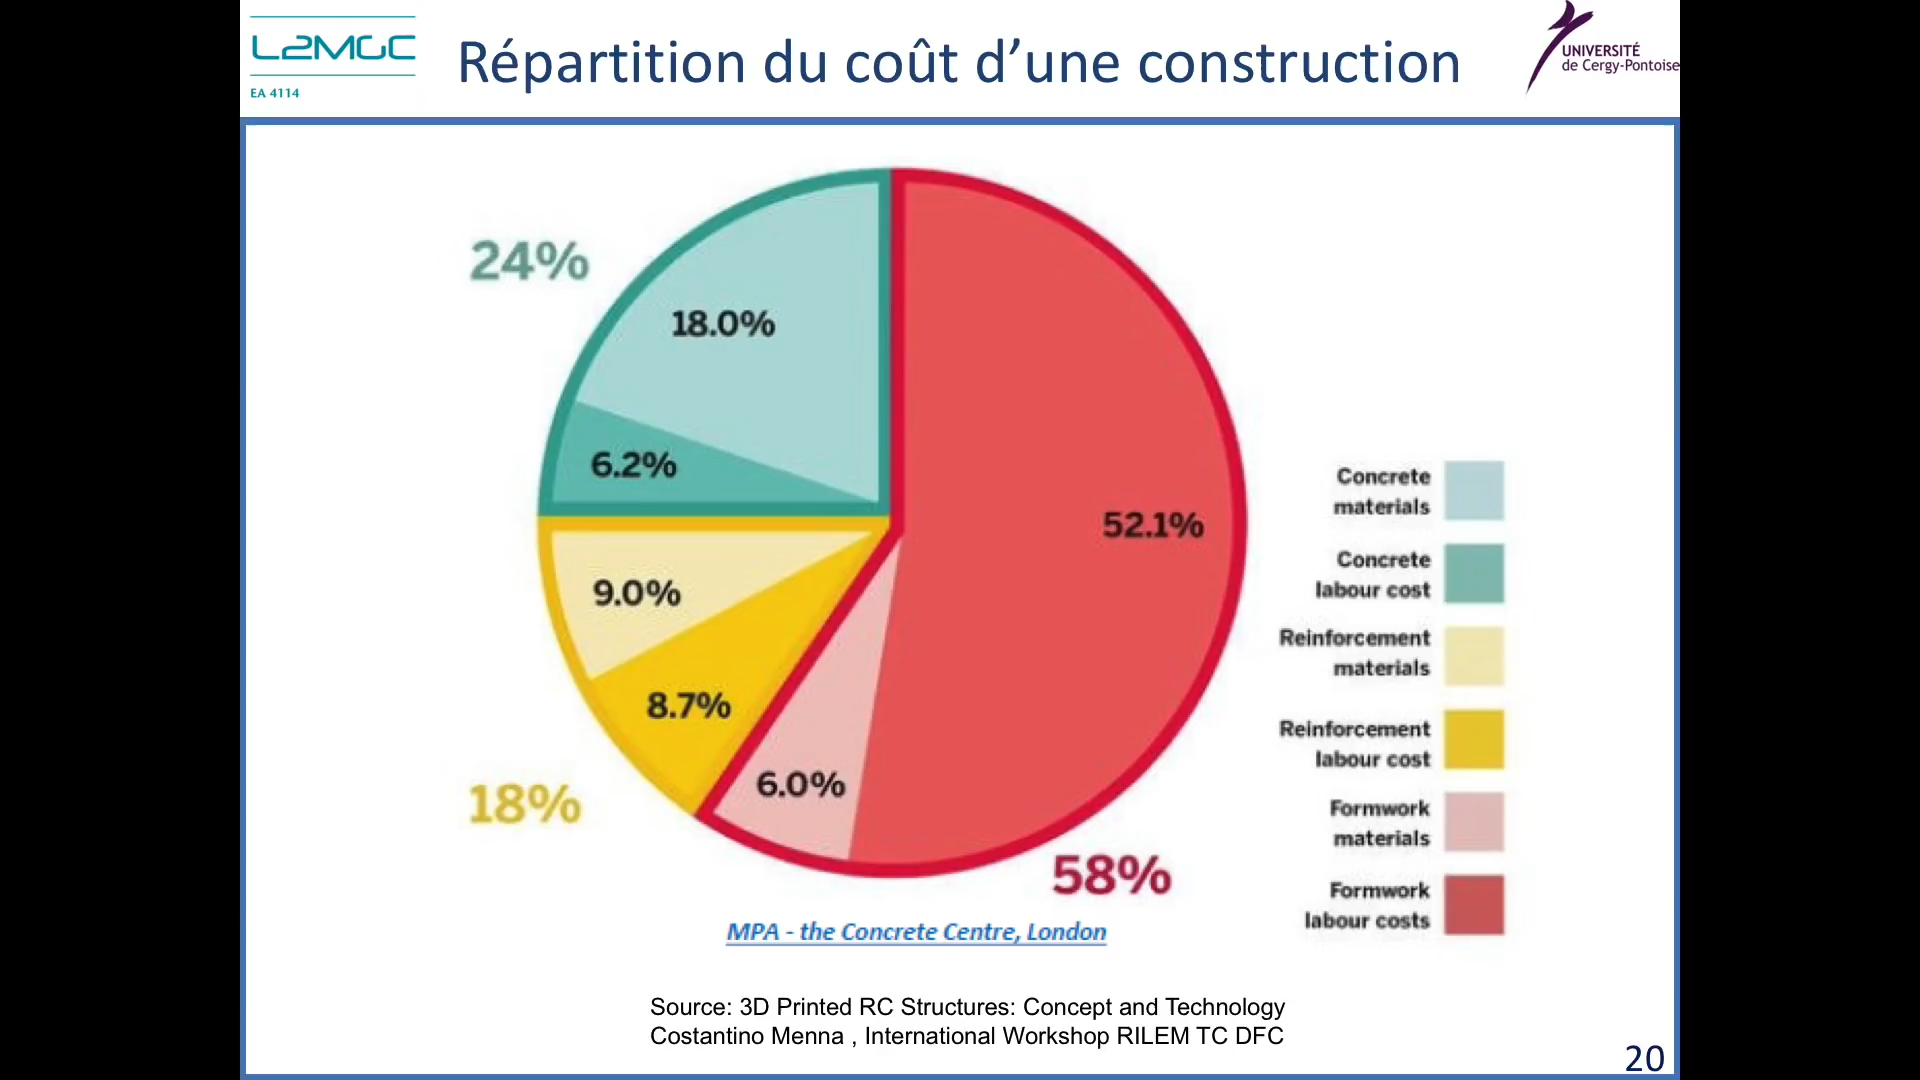 L2MGC
EA 4114
Répartition du coût d’une construction
UNIVERSITÉ
de Cergy-Pontoise
24%
18.0%
6.2%
52.1%
9.0%
8.7%
6.0%
18%
58%
Concrete
materials
Concrete
labour cost
Reinforcement
materials
Reinforcement
labour cost
Formwork
materials
Formwork
labour costs
MPA - the Concrete Centre, London
Source: 3D Printed RC Structures: Concept and Technology
Costantino Menna , International Workshop RILEM TC DFC
20